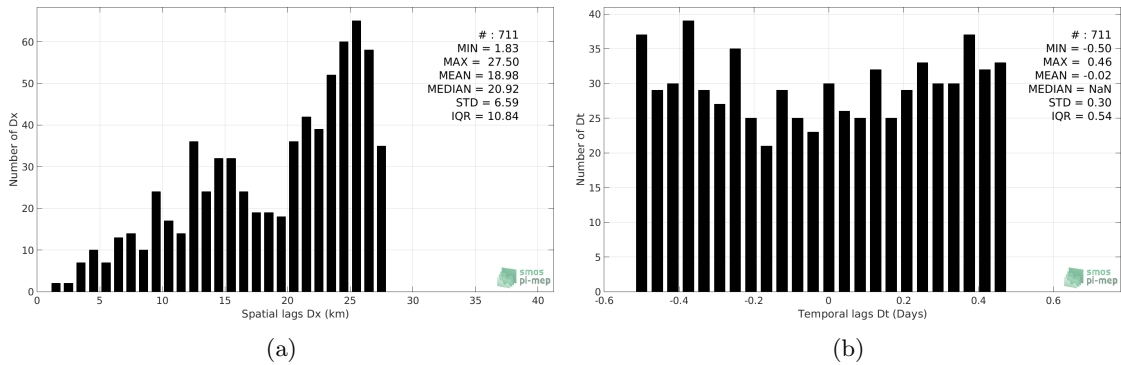 # : 711
MIN = 1.83
MAX = 27.50
MEAN = 18.98
MEDIAN = 20.92
STD = 6.59
IQR = 10.84
Number of Dx
60
50
40
30
20
10
0
0 5 10 15 20 25 30 35 40
Spatial lags Dx (km)
smos
pi-mep
(a)
# : 711
MIN = -0.50
MAX = 0.46
MEAN = -0.02
MEDIAN = NaN
STD = 0.30
IQR = 0.54
Number of Dt
40
35
30
25
20
15
10
5
0
-0.6 -0.4 -0.2 0 0.2 0.4 0.6
Temporal lags Dt (Days)
smos
pi-mep
(b)